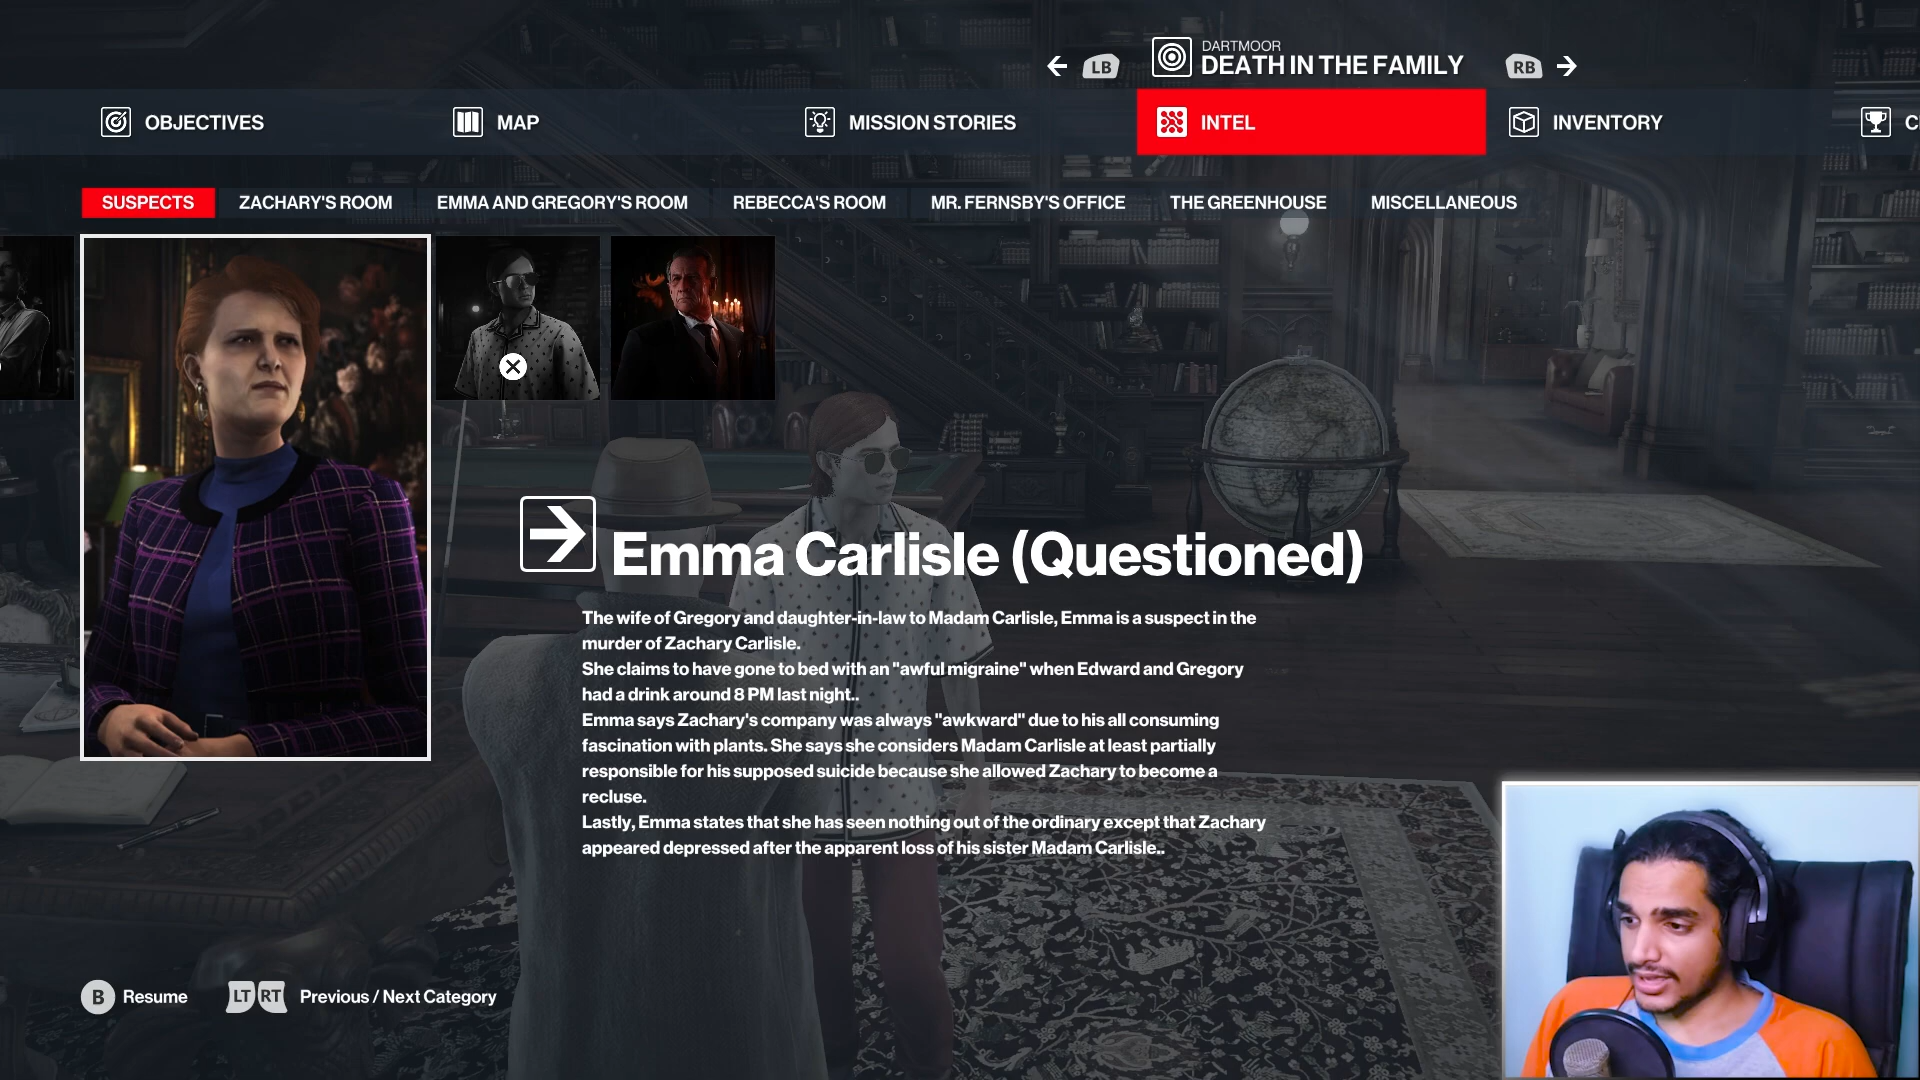 DARTMOOR
LB DEATH IN THE FAMILY RB
OBJECTIVES MAP MISSION STORIES INTEL INVENTORY C
SUSPECTS ZACHARY'S ROOM EMMA AND GREGORY'S ROOM REBECCA'S ROOM MR. FERNSBY'S OFFICE THE GREENHOUSE MISCELLANEOUS
Emma Carlisle (Questioned)
The wife of Gregory and daughter-in-law to Madam Carlisle, Emma is a suspect in the
murder of Zachary Carlisle.
She claims to have gone to bed with an "awful migraine" when Edward and Gregory
had a drink around 8 PM last night..
Emma says Zachary's company was always "awkward" due to his all consuming
fascination with plants. She says she considers Madam Carlisle at least partially
responsible for his supposed suicide because she allowed Zachary to become a
recluse.
Lastly, Emma states that she has seen nothing out of the ordinary except that Zachary
appeared depressed after the apparent loss of his sister Madam Carlisle..
B Resume LT RT Previous / Next Category